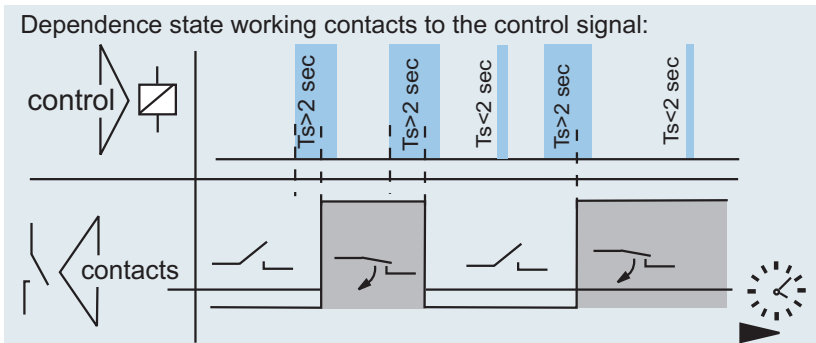 Dependence state working contacts to the control signal:
control
Ts>2 sec
Ts>2 sec
Ts<2 sec
Ts>2 sec
Ts<2 sec
contacts